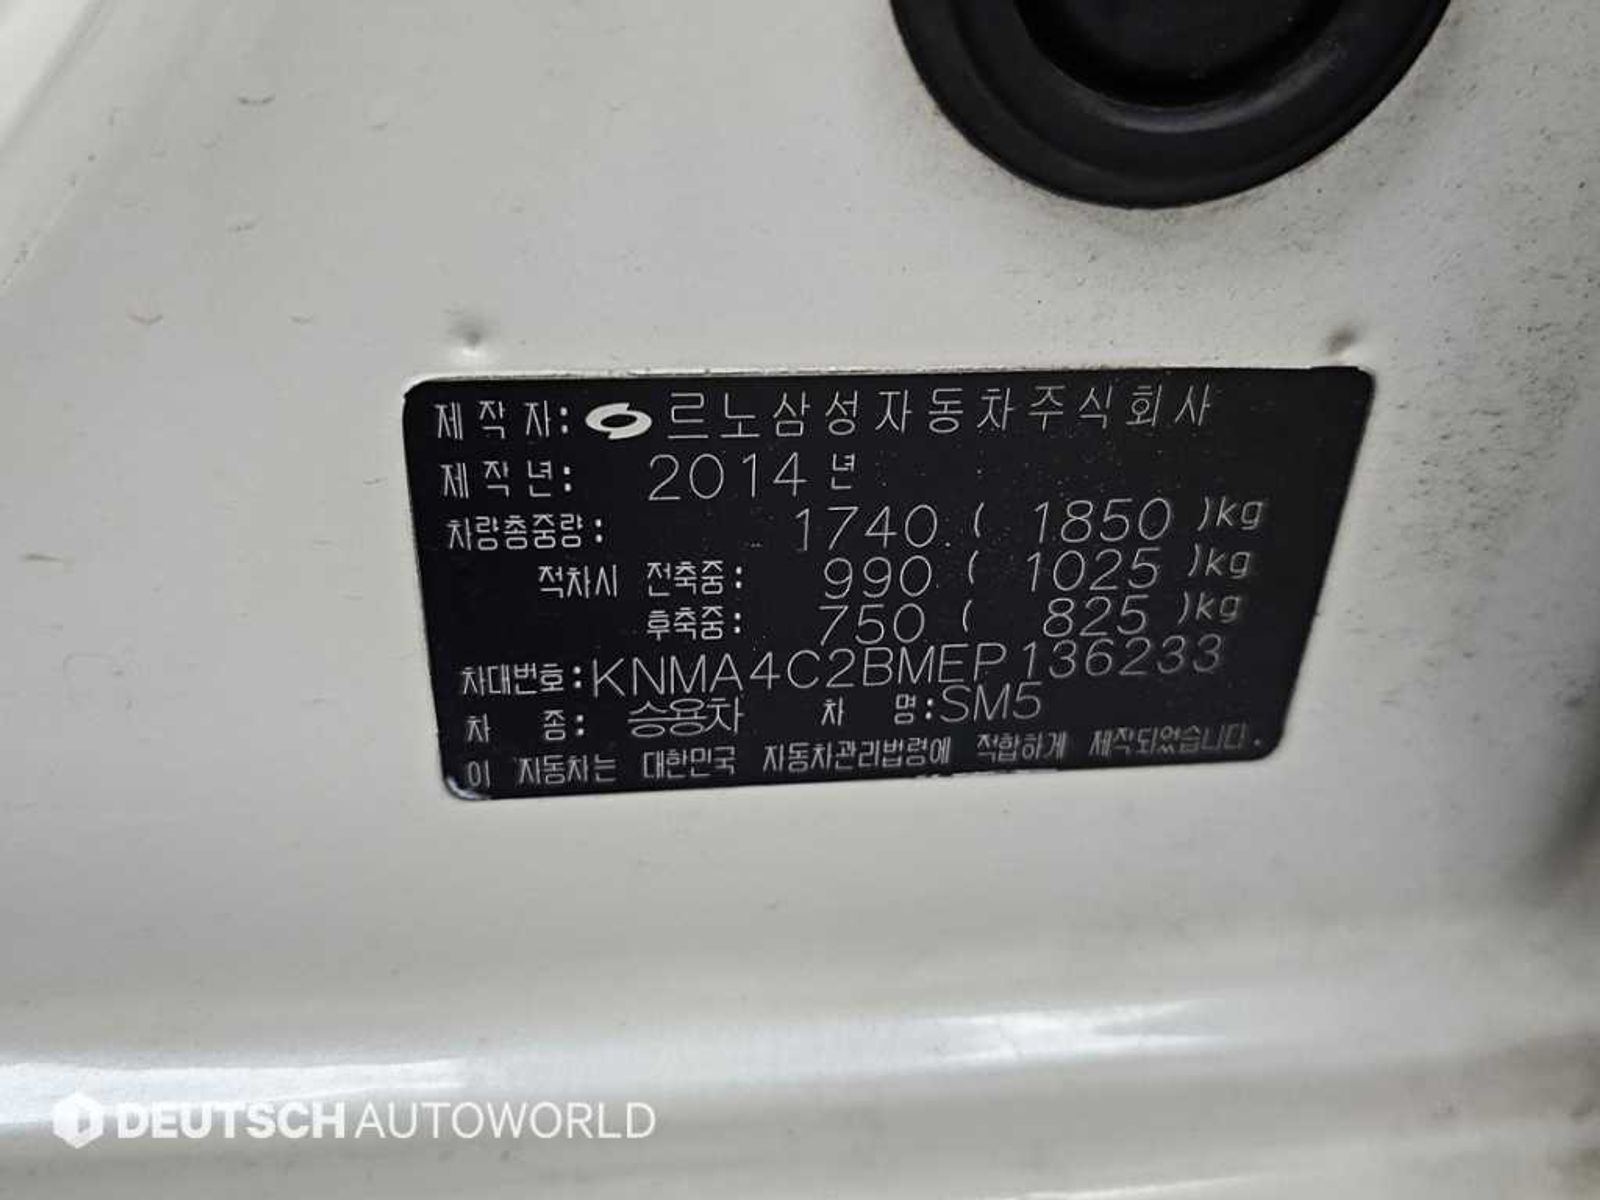 제 작 자: 르노삼성자동차주식회사
제 작 년: 2014 년
차량총중량: 1740 ( 1850 )kg
적차시 전축중: 990 ( 1025 )kg
후축중: 750 ( 825 )kg
차대번호:KNMA4C2BMEP136233
차 종: 승용차 차 명:SM5
이 자동차는 대한민국 자동차관리법령에 적합하게 제작되었습니다.
DEUTSCH AUTOWORLD